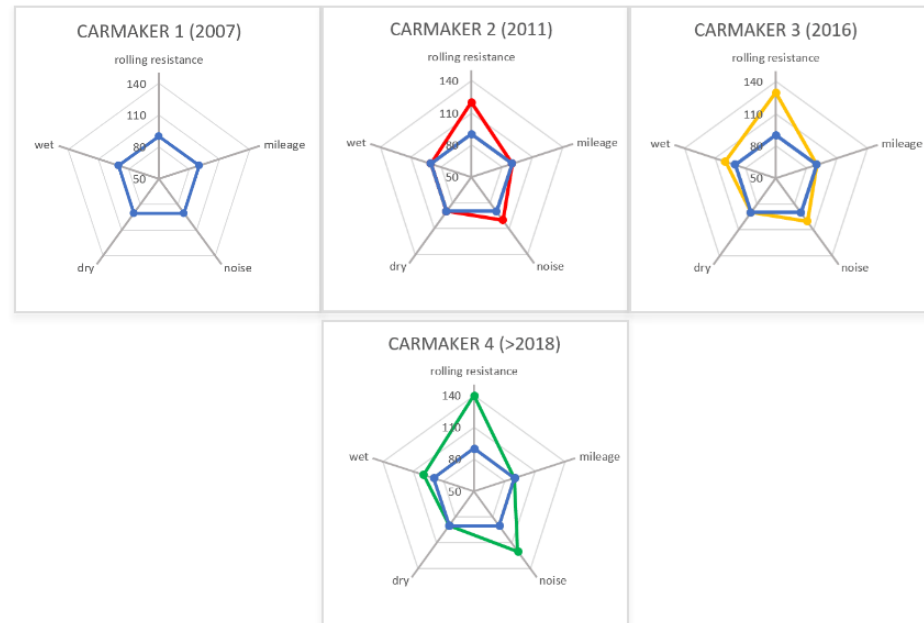 CARMAKER 1 (2007)
rolling resistance
140
110
wet
mileage
80
50
dry
noise
CARMAKER 2 (2011)
rolling resistance
140
110
wet
mileage
80
50
dry
noise
CARMAKER 3 (2016)
rolling resistance
140
110
wet
mileage
80
50
dry
noise
CARMAKER 4 (>2018)
rolling resistance
140
110
wet
mileage
80
50
dry
noise